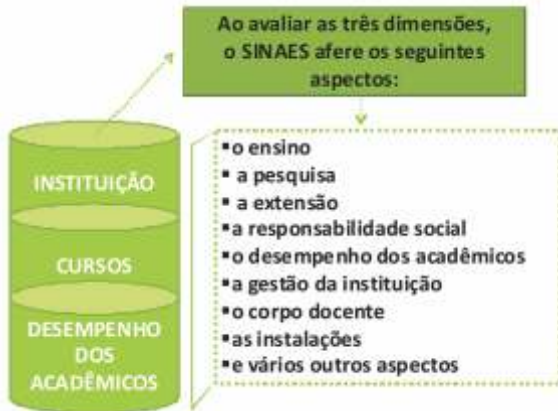 Ao avaliar as três dimensões,
o SINAES afere os seguintes
aspectos:
INSTITUIÇÃO
CURSOS
DESEMPENHO
DOS
ACADÊMICOS
▪o ensino
▪ a pesquisa
▪ a extensão
▪a responsabilidade social
▪o desempenho dos acadêmicos
▪a gestão da instituição
▪o corpo docente
▪as instalações
▪e vários outros aspectos